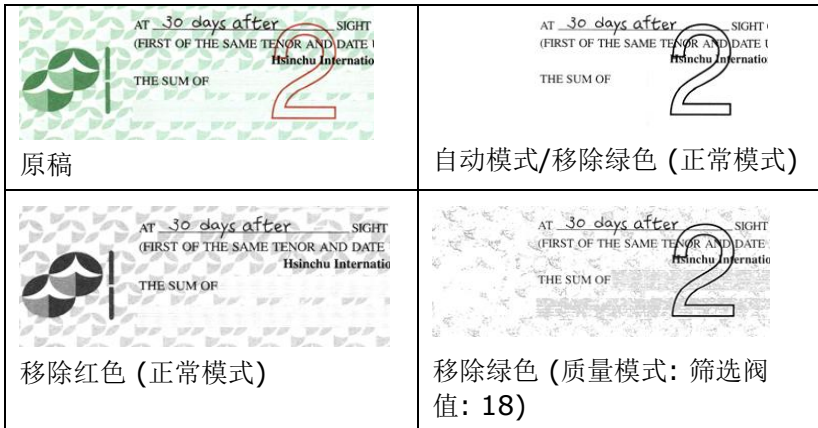 AT 30 days after SIGHT
(FIRST OF THE SAME TENOR AND DATE
Hsinchu Internatio
THE SUM OF
2
原稿
AT 30 days after SIGHT
(FIRST OF THE SAME TENOR AND DATE
Hsinchu Internatio
THE SUM OF
2
自动模式/移除绿色 (正常模式)
AT 30 days after SIGHT
(FIRST OF THE SAME TENOR AND DATE
Hsinchu Internatio
THE SUM OF
移除红色 (正常模式)
AT 30 days after SIGHT
(FIRST OF THE SAME TENOR AND DATE
Hsinchu Internatio
THE SUM OF
2
移除绿色 (质量模式: 筛选阀
值: 18)